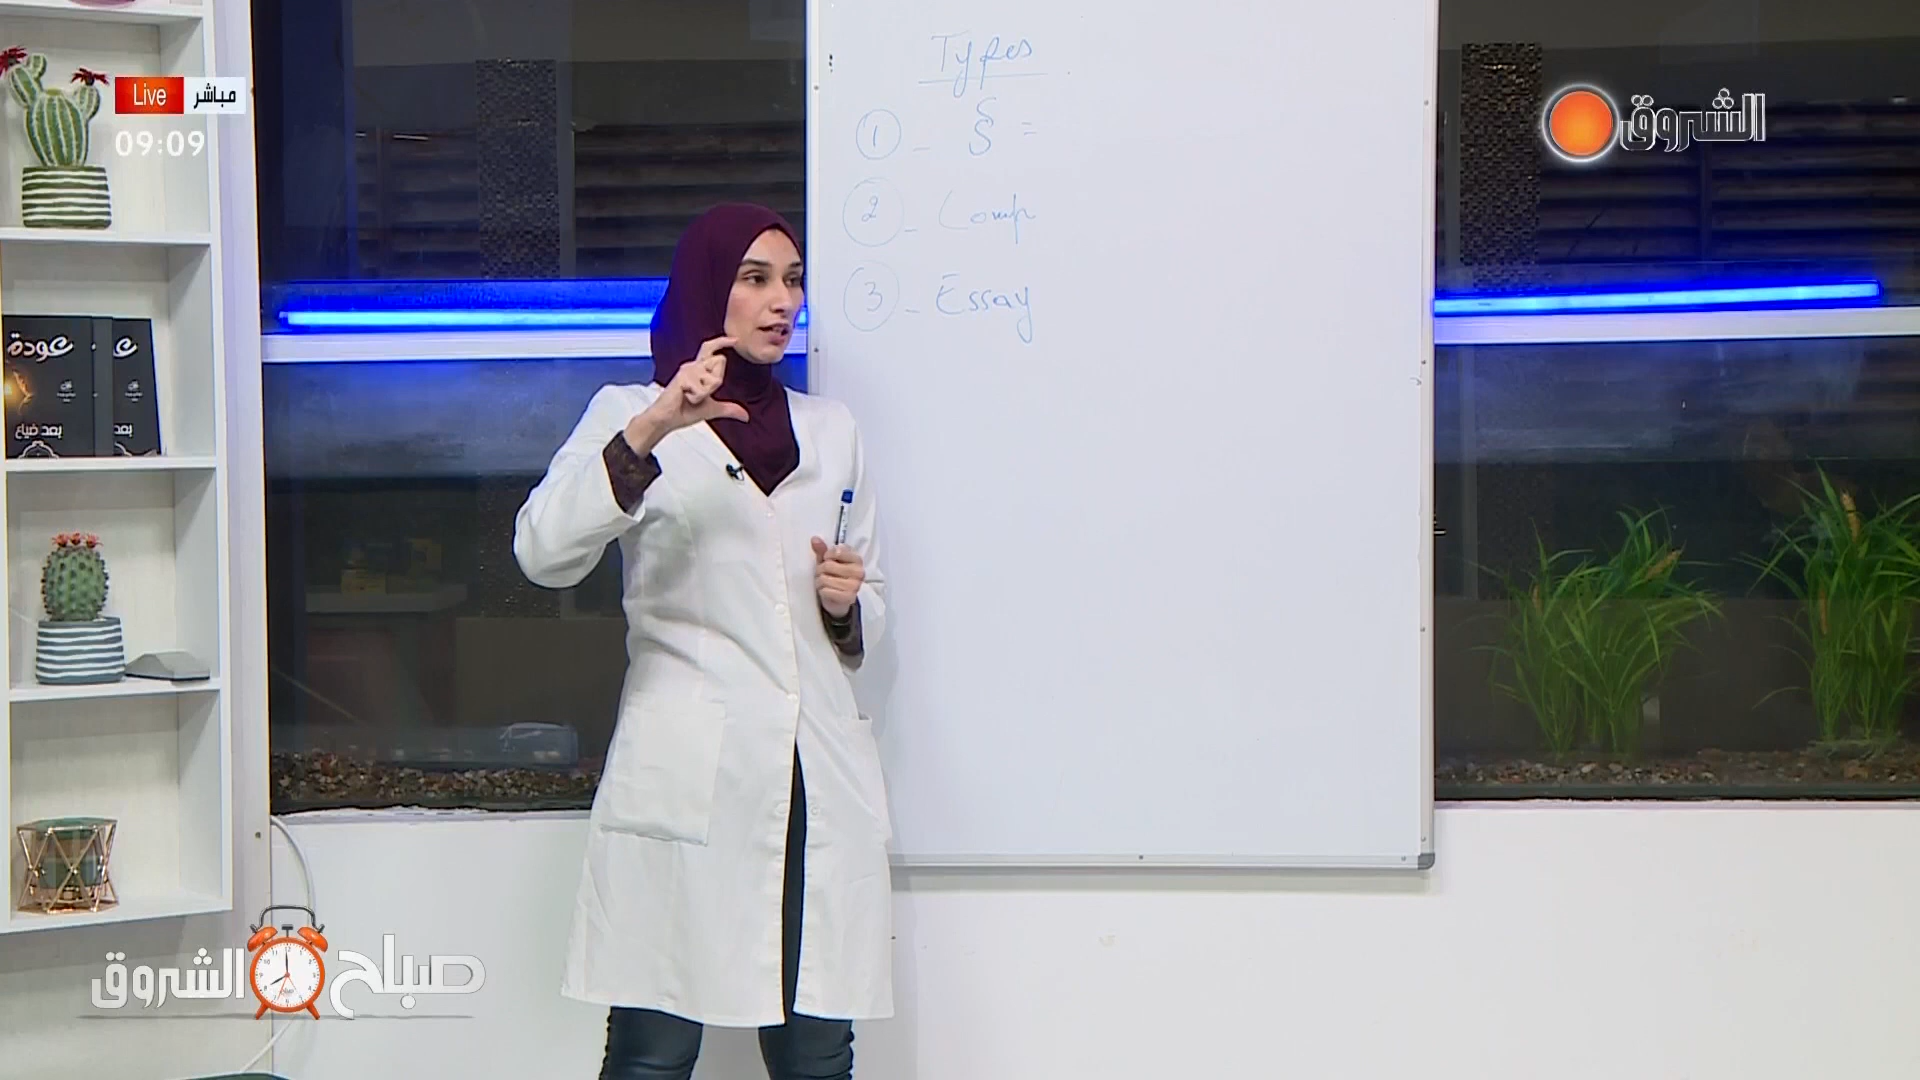 Live مباشر
09:09
الشروق
Types
1 - S S =
2 - Comp
3 - Essay
عودة
بعد ضياع
صباح الشروق